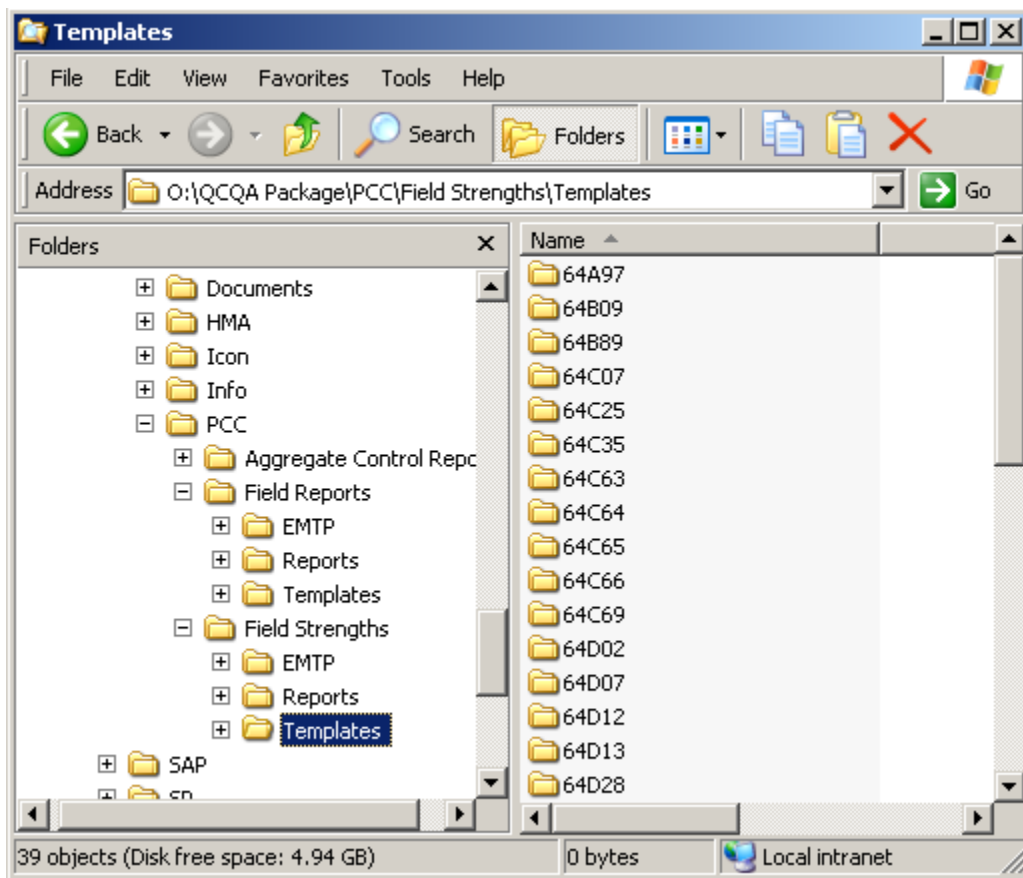 Templates
File Edit View Favorites Tools Help
Back Search Folders
Address O:\QCQA Package\PCC\Field Strengths\Templates Go
Folders
Documents
HMA
Icon
Info
PCC
Aggregate Control Repc
Field Reports
EMTP
Reports
Templates
Field Strengths
EMTP
Reports
Templates
SAP
Name
64A97
64B09
64B89
64C07
64C25
64C35
64C63
64C64
64C65
64C66
64C69
64D02
64D07
64D12
64D13
64D28
39 objects (Disk free space: 4.94 GB) 0 bytes Local intranet